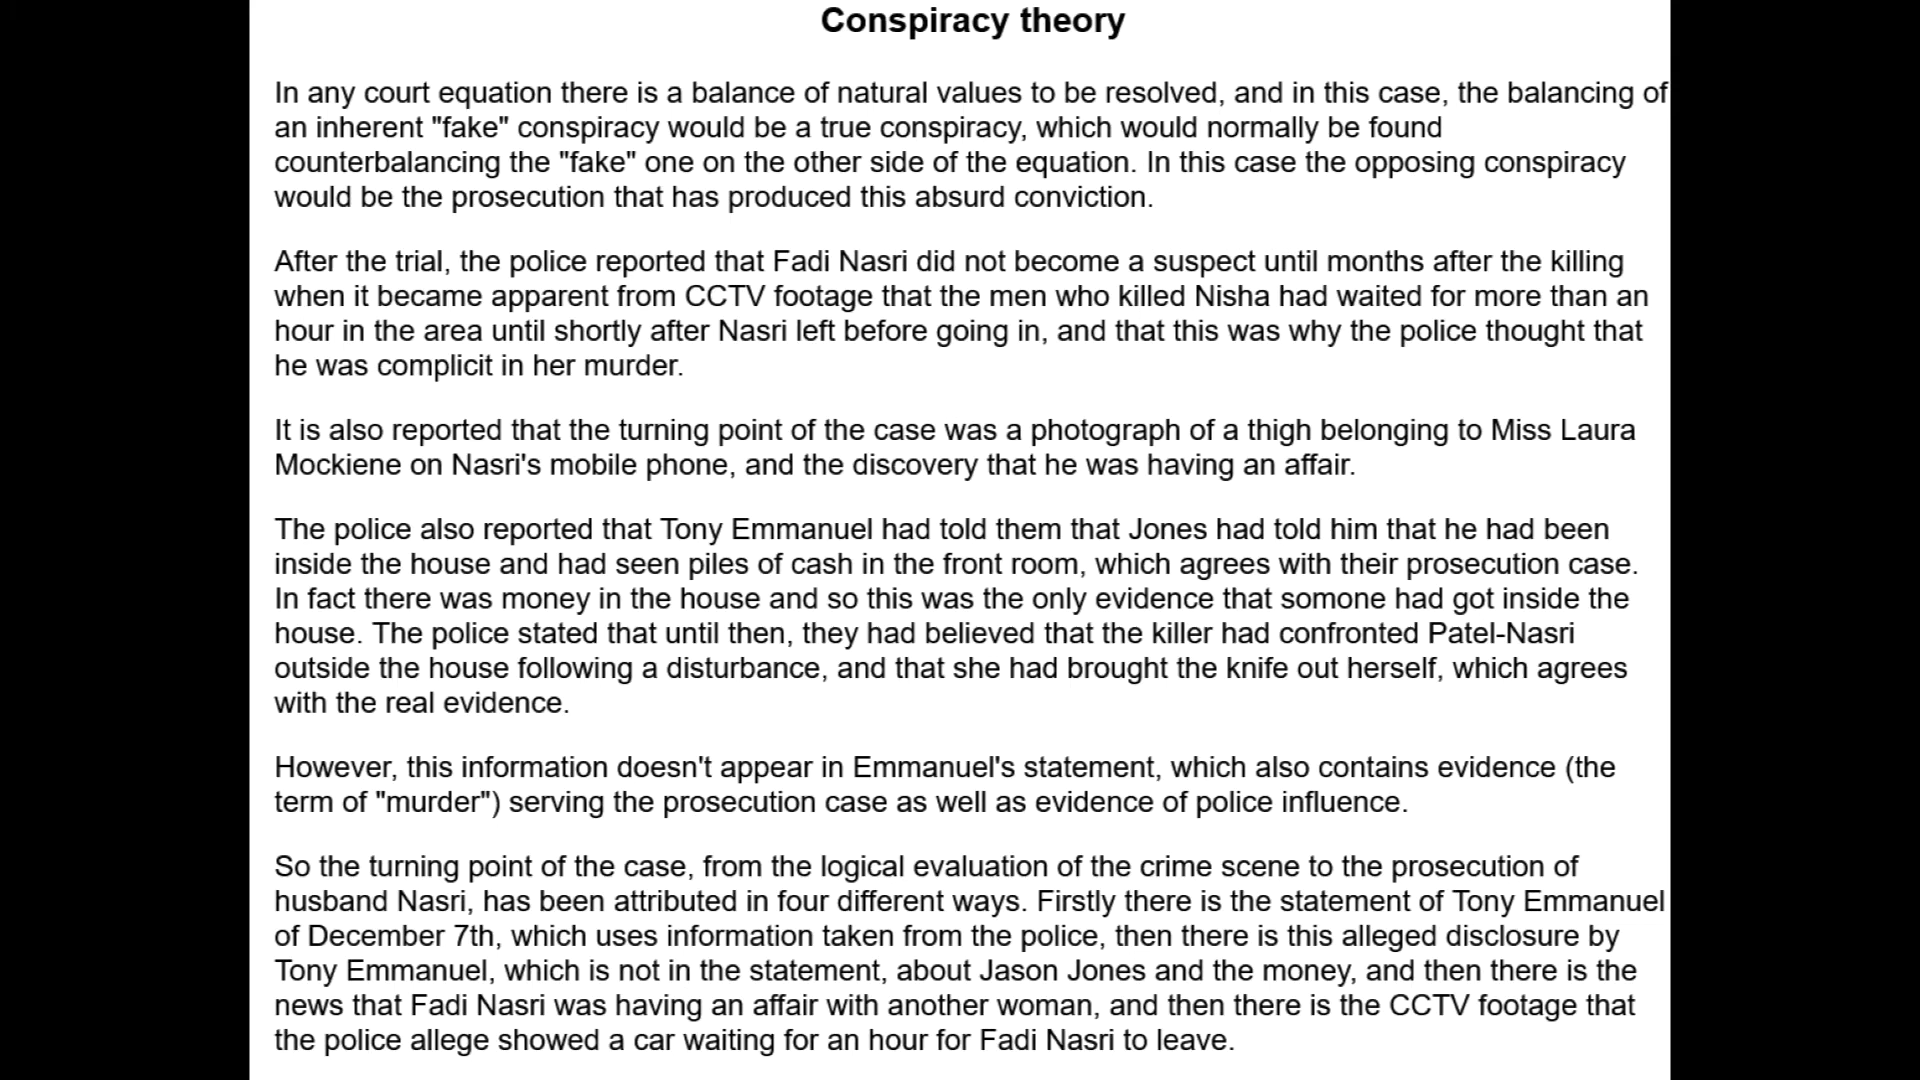 Conspiracy theory
In any court equation there is a balance of natural values to be resolved, and in this case, the balancing of
an inherent "fake" conspiracy would be a true conspiracy, which would normally be found
counterbalancing the "fake" one on the other side of the equation. In this case the opposing conspiracy
would be the prosecution that has produced this absurd conviction.
After the trial, the police reported that Fadi Nasri did not become a suspect until months after the killing
when it became apparent from CCTV footage that the men who killed Nisha had waited for more than an
hour in the area until shortly after Nasri left before going in, and that this was why the police thought that
he was complicit in her murder.
It is also reported that the turning point of the case was a photograph of a thigh belonging to Miss Laura
Mockiene on Nasri's mobile phone, and the discovery that he was having an affair.
The police also reported that Tony Emmanuel had told them that Jones had told him that he had been
inside the house and had seen piles of cash in the front room, which agrees with their prosecution case.
In fact there was money in the house and so this was the only evidence that somone had got inside the
house. The police stated that until then, they had believed that the killer had confronted Patel-Nasri
outside the house following a disturbance, and that she had brought the knife out herself, which agrees
with the real evidence.
However, this information doesn't appear in Emmanuel's statement, which also contains evidence (the
term of "murder") serving the prosecution case as well as evidence of police influence.
So the turning point of the case, from the logical evaluation of the crime scene to the prosecution of
husband Nasri, has been attributed in four different ways. Firstly there is the statement of Tony Emmanuel
of December 7th, which uses information taken from the police, then there is this alleged disclosure by
Tony Emmanuel, which is not in the statement, about Jason Jones and the money, and then there is the
news that Fadi Nasri was having an affair with another woman, and then there is the CCTV footage that
the police allege showed a car waiting for an hour for Fadi Nasri to leave.